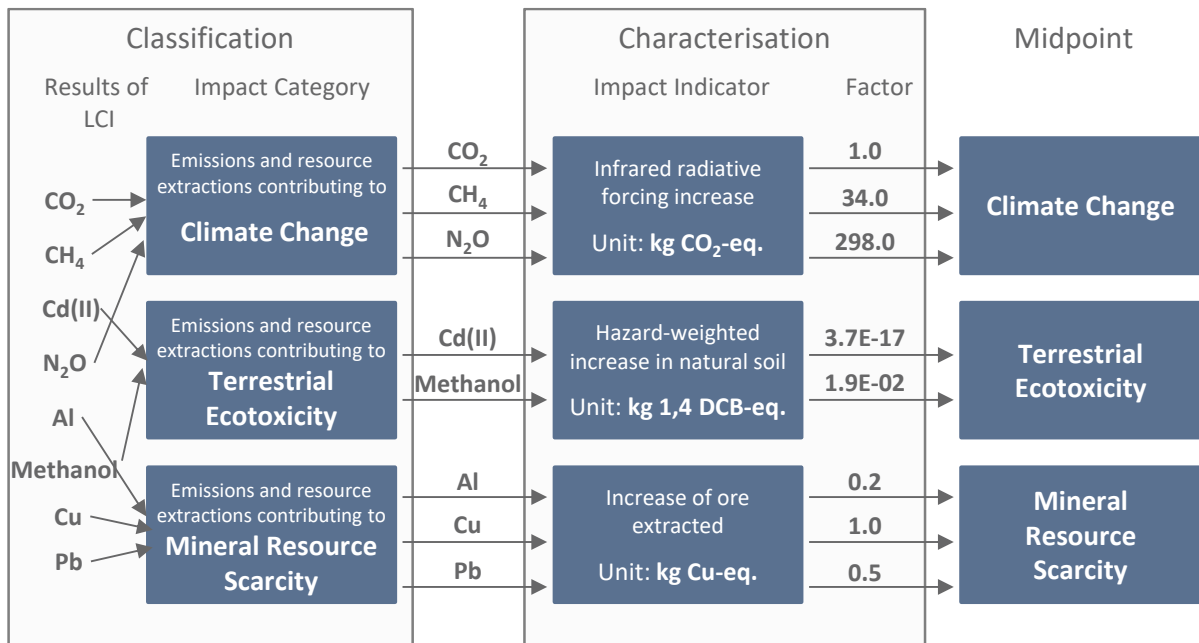 Classification
Characterisation
Midpoint
Results of
LCI
Impact Category
Impact Indicator
Factor
CO₂
CH₄
Cd(II)
N₂O
Al
Methanol
Cu
Pb
Emissions and resource
extractions contributing to
Climate Change
CO₂
CH₄
N₂O
Infrared radiative
forcing increase
Unit: kg CO₂-eq.
1.0
34.0
298.0
Climate Change
Emissions and resource
extractions contributing to
Terrestrial
Ecotoxicity
Cd(II)
Methanol
Hazard-weighted
increase in natural soil
Unit: kg 1,4 DCB-eq.
3.7E-17
1.9E-02
Terrestrial
Ecotoxicity
Emissions and resource
extractions contributing to
Mineral Resource
Scarcity
Al
Cu
Pb
Increase of ore
extracted
Unit: kg Cu-eq.
0.2
1.0
0.5
Mineral
Resource
Scarcity